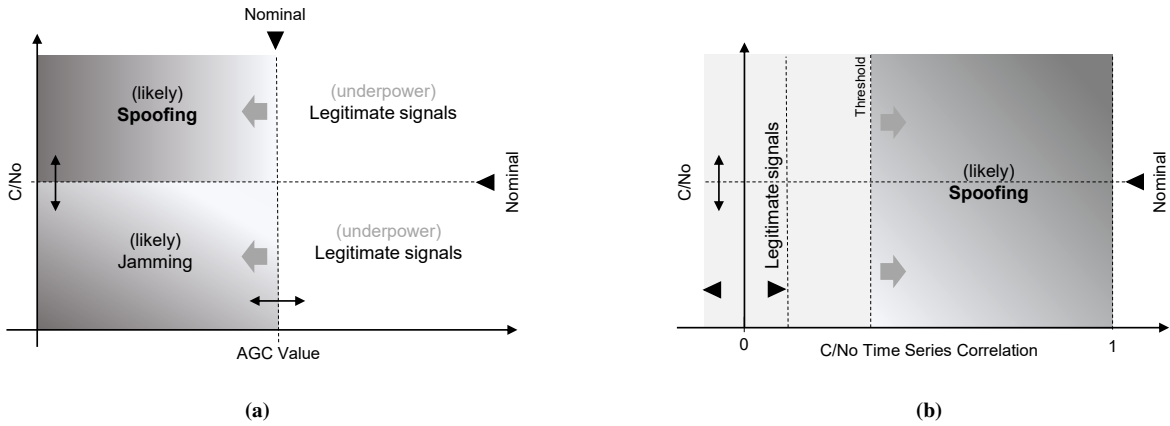 Nominal
(likely)
Spoofing
(underpower)
Legitimate signals
C/No
Nominal
(likely)
Jamming
(underpower)
Legitimate signals
AGC Value
(a)
Threshold
Legitimate signals
C/No
(likely)
Spoofing
Nominal
0
C/No Time Series Correlation
1
(b)